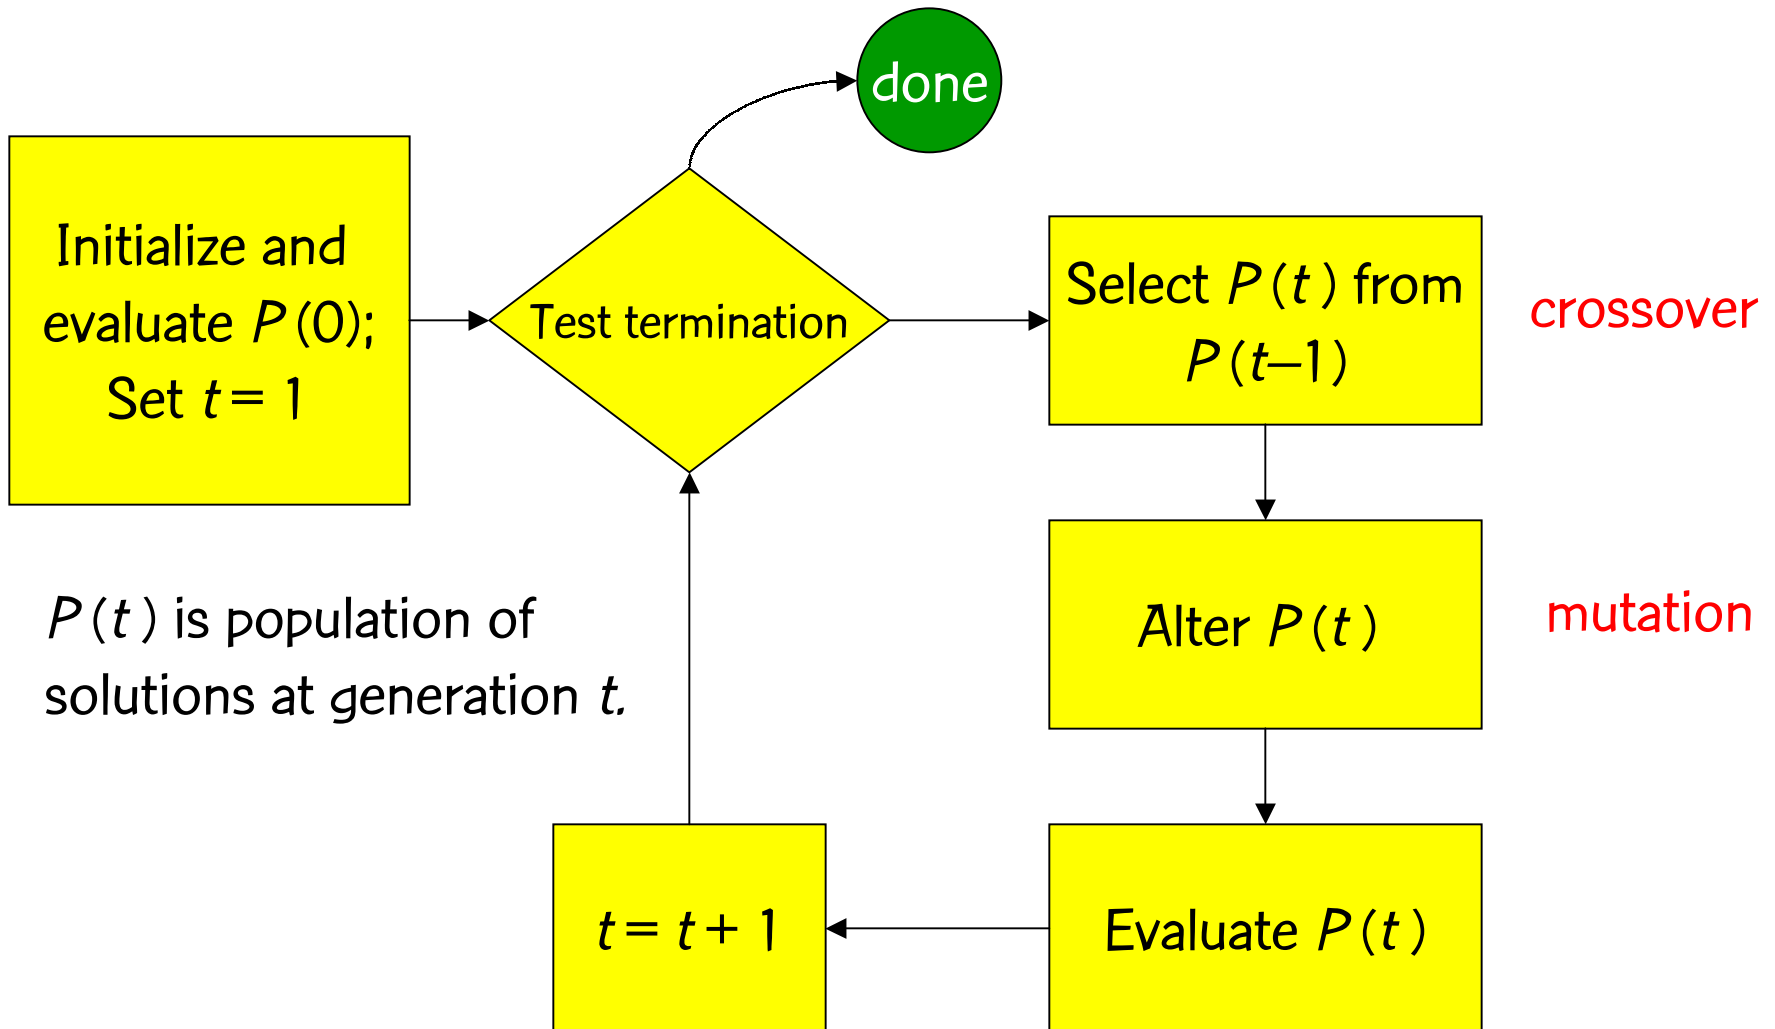 done
Initialize and
evaluate P(0);
Set t = 1
Test termination
Select P(t) from
P(t–1)
crossover
Alter P(t)
mutation
P(t) is population of
solutions at generation t.
t = t + 1
Evaluate P(t)